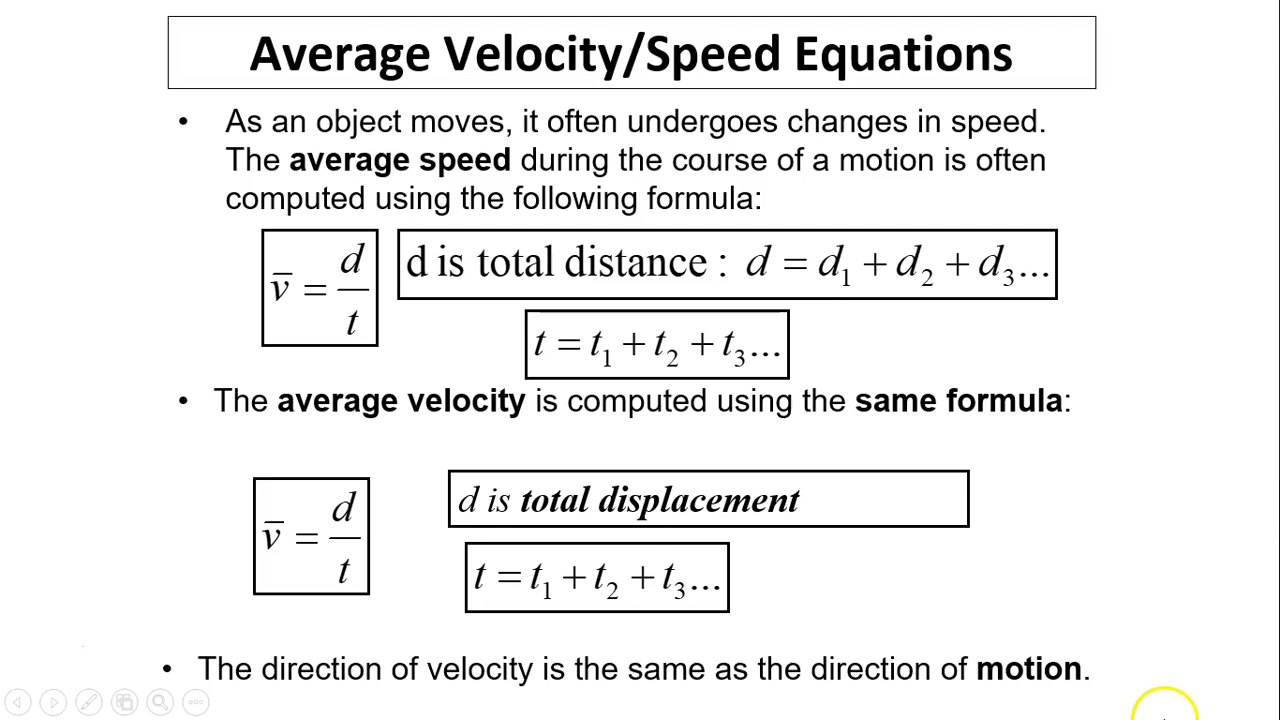 Average Velocity/Speed Equations
• As an object moves, it often undergoes changes in speed.
The average speed during the course of a motion is often
computed using the following formula:
v̅ = d/t
d is total distance : d = d₁ + d₂ + d₃...
t = t₁ + t₂ + t₃...
• The average velocity is computed using the same formula:
v̅ = d/t
d is total displacement
t = t₁ + t₂ + t₃...
• The direction of velocity is the same as the direction of motion.